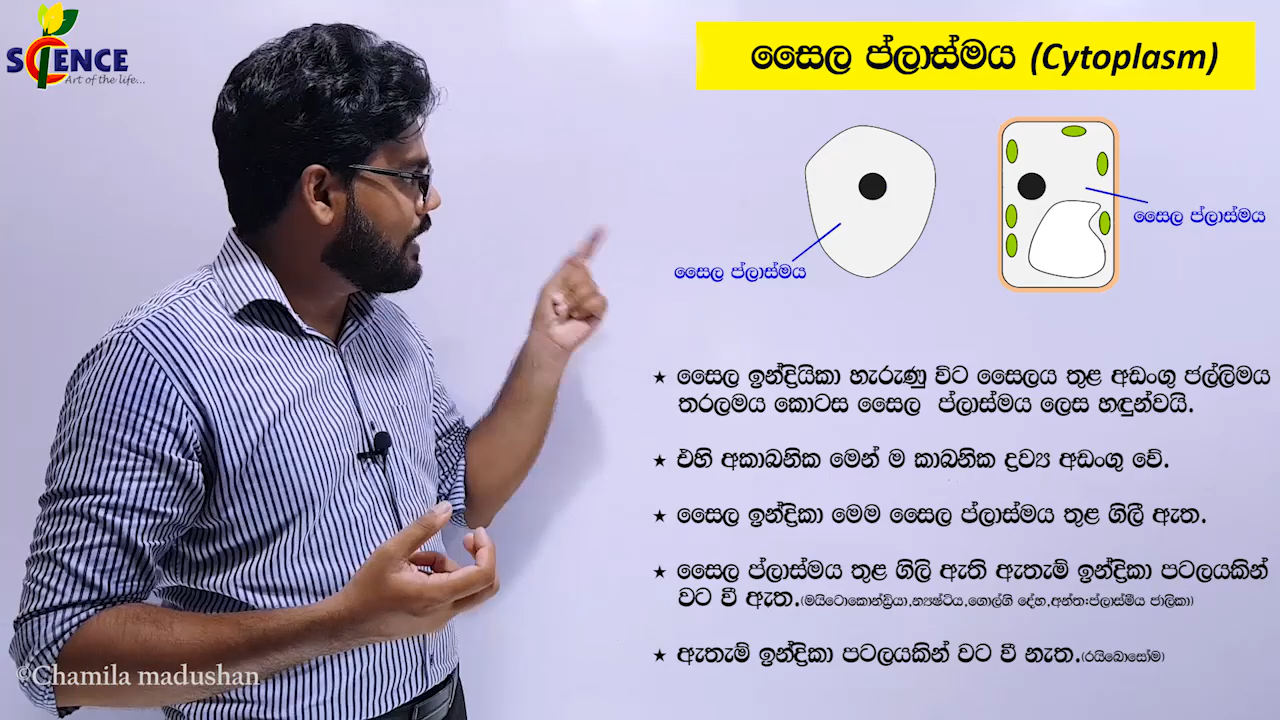 SCIENCE
Art of the life...
සෛල ප්ලාස්මය (Cytoplasm)
සෛල ප්ලාස්මය
සෛල ප්ලාස්මය
★ සෛල ඉන්ද්‍රියිකා හැරුණු විට සෛලය තුළ අඩංගු ජල්ලිමය
තරලමය කොටස සෛල ප්ලාස්මය ලෙස හඳුන්වයි.
★ එහි අකාබනික මෙන් ම කාබනික ද්‍රව්‍ය අඩංගු වේ.
★ සෛල ඉන්ද්‍රිකා මෙම සෛල ප්ලාස්මය තුළ ගිලී ඇත.
★ සෛල ප්ලාස්මය තුළ ගිලි ඇති ඇතැම් ඉන්ද්‍රිකා පටලයකින්
වට වී ඇත.(මයිටොකොන්ඩ්‍රියා,න්‍යෂ්ටිය,ගොල්ගි දේහ,අන්තඃප්ලාස්මීය ජාලිකා)
★ ඇතැම් ඉන්ද්‍රිකා පටලයකින් වට වී නැත.(රයිබොසෝම)
©Chamila madushan